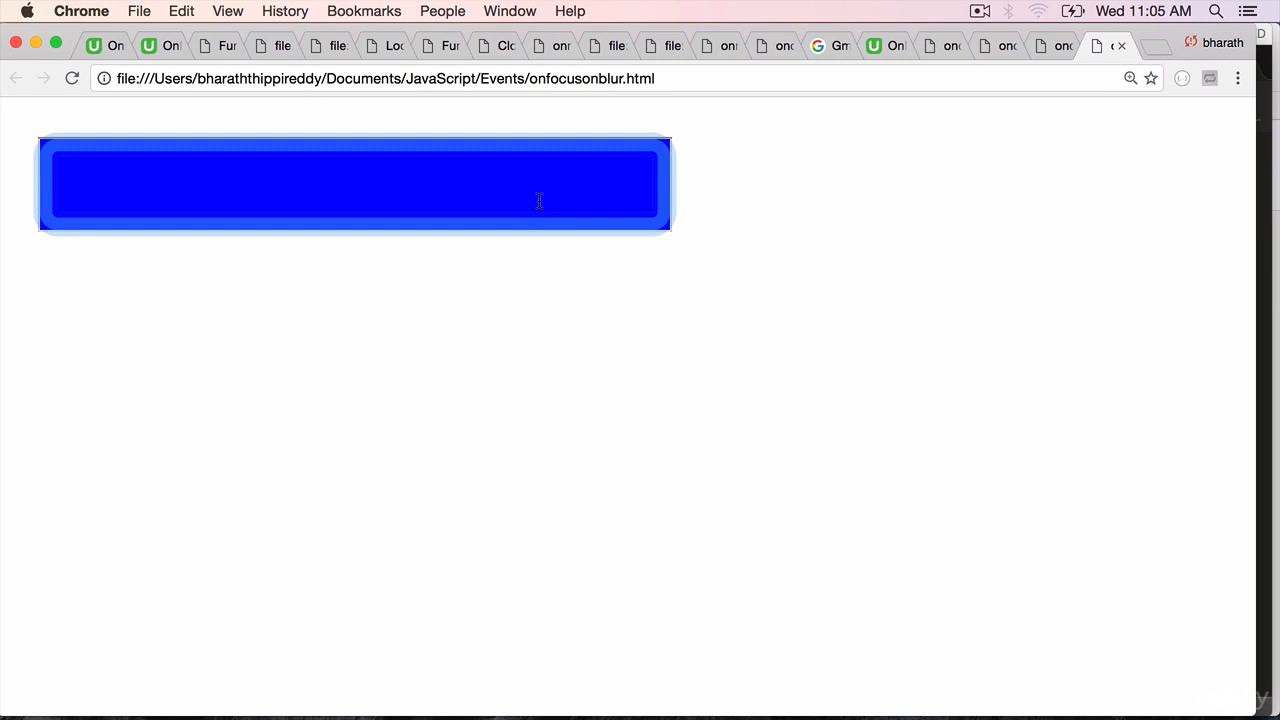 Chrome File Edit View History Bookmarks People Window Help Wed 11:05 AM
On On Fur file file Loc Fur Clo onr file file on onc Gm On onc onc onc bharath
file:///Users/bharaththippireddy/Documents/JavaScript/Events/onfocusonblur.html